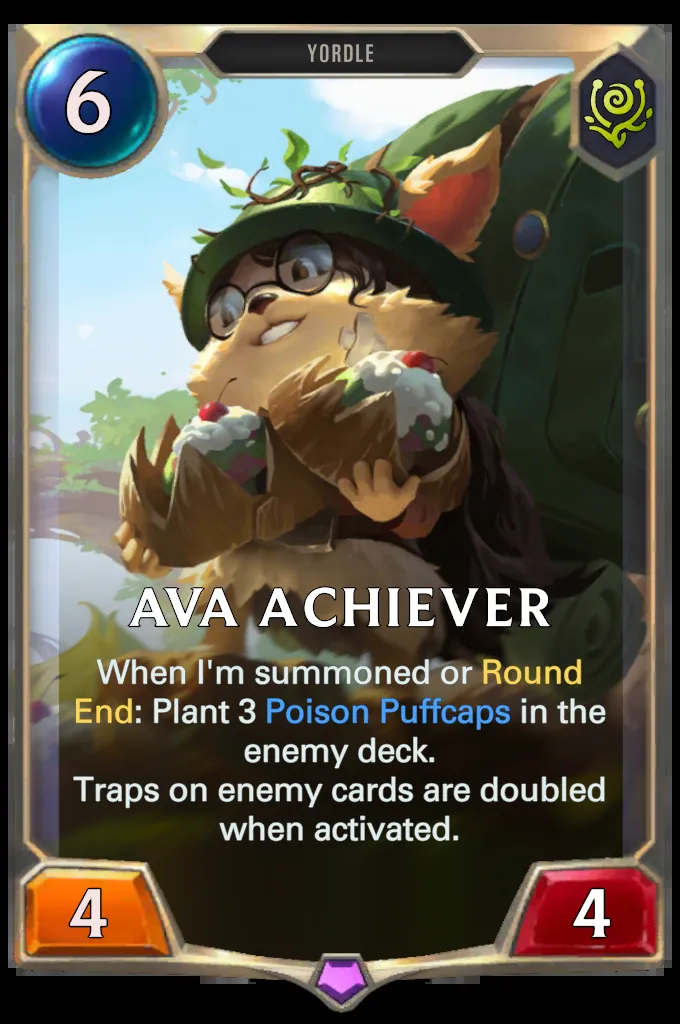 YORDLE
6
AVA ACHIEVER
When I'm summoned or Round
End: Plant 3 Poison Puffcaps in the
enemy deck.
Traps on enemy cards are doubled
when activated.
4
4